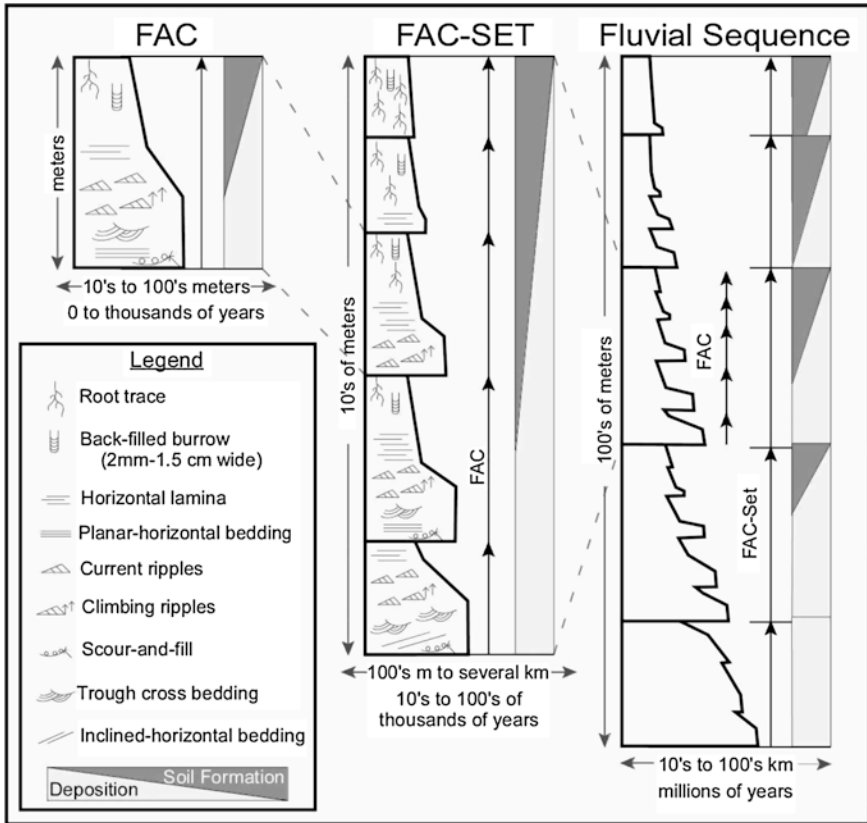 FAC
meters
10's to 100's meters
0 to thousands of years
FAC-SET
10's of meters
FAC
100's m to several km
10's to 100's of
thousands of years
Fluvial Sequence
100's of meters
FAC
FAC-Set
10's to 100's km
millions of years
Legend
Root trace
Back-filled burrow
(2mm-1.5 cm wide)
Horizontal lamina
Planar-horizontal bedding
Current ripples
Climbing ripples
Scour-and-fill
Trough cross bedding
Inclined-horizontal bedding
Soil Formation
Deposition